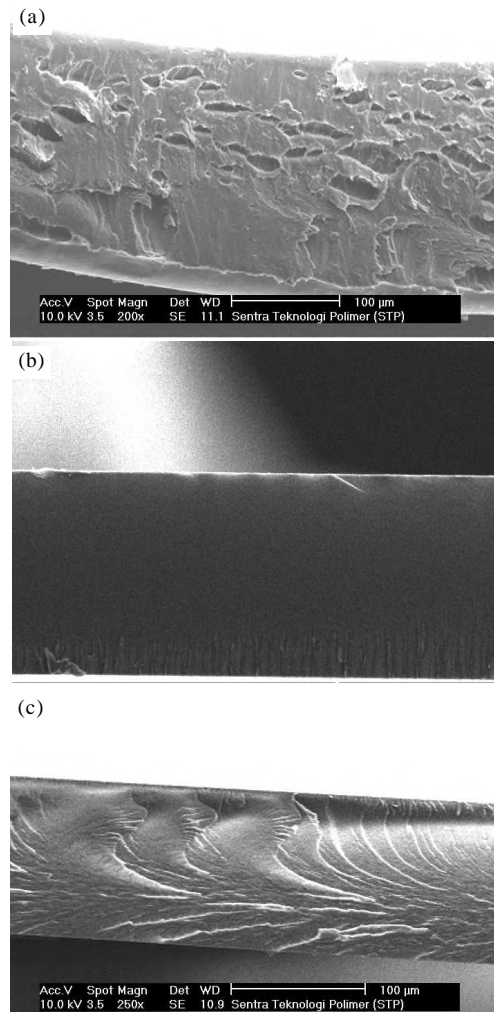 (a)
Acc.V Spot Magn Det WD 100 µm
10.0 kV 3.5 200x SE 11.1 Sentra Teknologi Polimer (STP)
(b)
(c)
Acc.V Spot Magn Det WD 100 µm
10.0 kV 3.5 250x SE 10.9 Sentra Teknologi Polimer (STP)